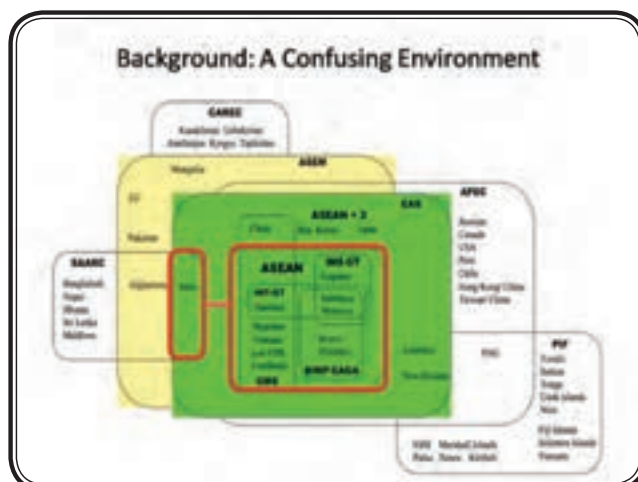 Background: A Confusing Environment
CAREC
Kazakhstan Uzbekistan
Azerbaijan Kyrgyz Tajikistan
Mongolia
ASEM
EU
EAS
APEC
ASEAN + 3
China
Rep. Korea
Japan
Russia
Canada
USA
Peru
Chile
Hong Kong/China
Taiwan/China
Pakistan
SAARC
Bangladesh
Nepal
Bhutan
Sri Lanka
Maldives
Afghanistan
India
ASEAN
IMS-GT
Singapore
IMT-GT
Thailand
Indonesia
Malaysia
Myanmar
Vietnam
Lao PDR
Cambodia
GMS
Brunei
Philippines
BIMP-EAGA
Australia
New Zealand
PNG
PIF
Tuvalu
Samoa
Tonga
Cook islands
Niue
Fiji Islands
Solomon Islands
Vanuatu
FSM Marshall Islands
Palau Nauru Kiribati